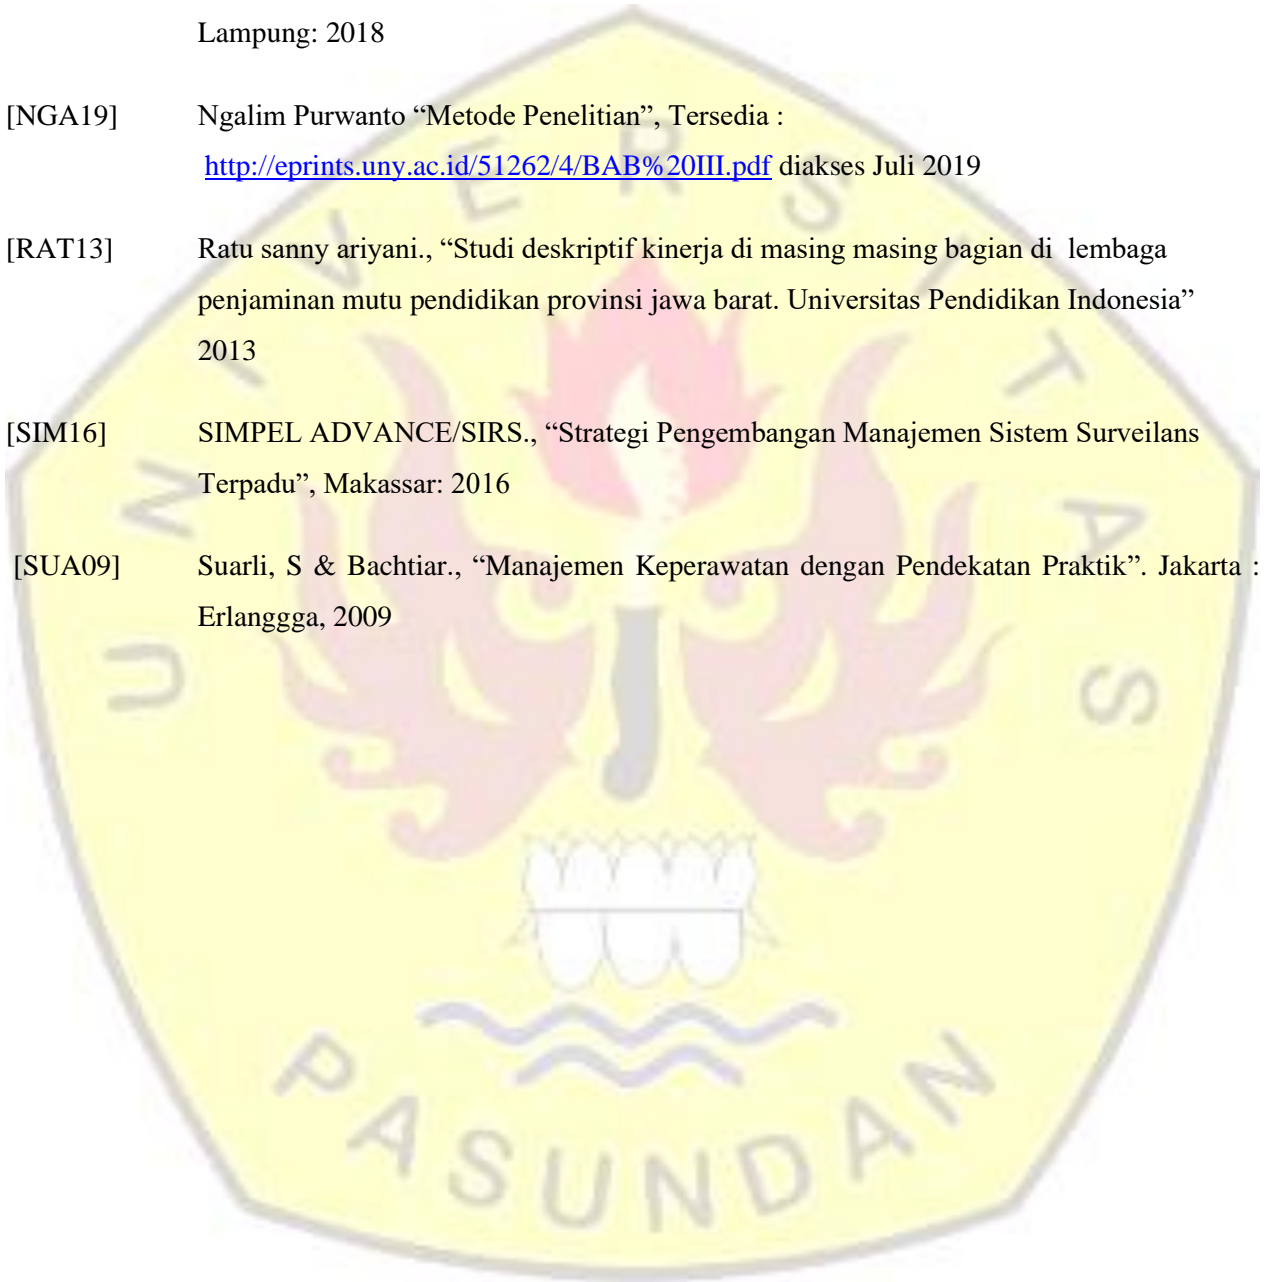 Lampung: 2018
[NGA19] Ngalim Purwanto “Metode Penelitian”, Tersedia :
http://eprints.uny.ac.id/51262/4/BAB%20III.pdf diakses Juli 2019
[RAT13] Ratu sanny ariyani., “Studi deskriptif kinerja di masing masing bagian di lembaga
penjaminan mutu pendidikan provinsi jawa barat. Universitas Pendidikan Indonesia”
2013
[SIM16] SIMPEL ADVANCE/SIRS., “Strategi Pengembangan Manajemen Sistem Surveilans
Terpadu”, Makassar: 2016
[SUA09] Suarli, S & Bachtiar., “Manajemen Keperawatan dengan Pendekatan Praktik”. Jakarta :
Erlanggga, 2009
UNIVERSITAS
PASUNDAN